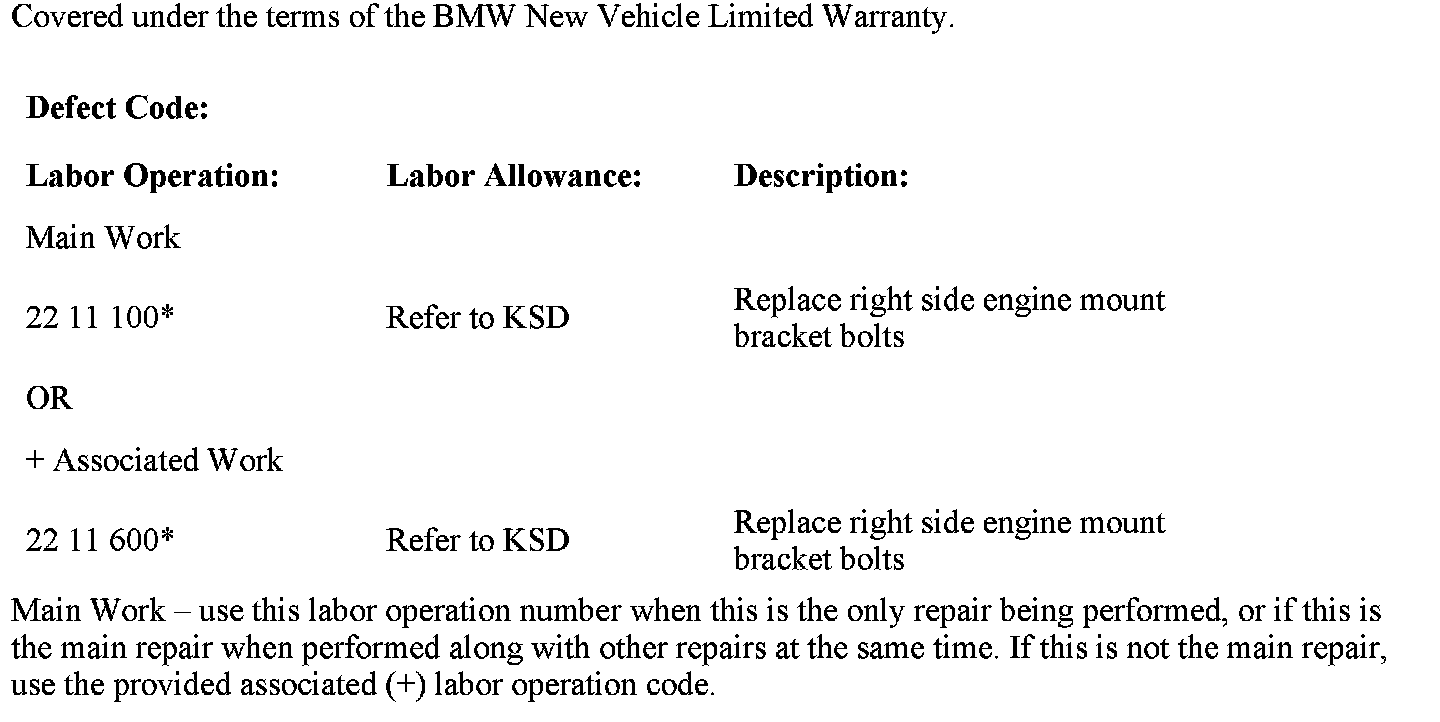 Covered under the terms of the BMW New Vehicle Limited Warranty.
Defect Code:
Labor Operation: Labor Allowance: Description:
Main Work
22 11 100* Refer to KSD Replace right side engine mount
bracket bolts
OR
+ Associated Work
22 11 600* Refer to KSD Replace right side engine mount
bracket bolts
Main Work – use this labor operation number when this is the only repair being performed, or if this is
the main repair when performed along with other repairs at the same time. If this is not the main repair,
use the provided associated (+) labor operation code.